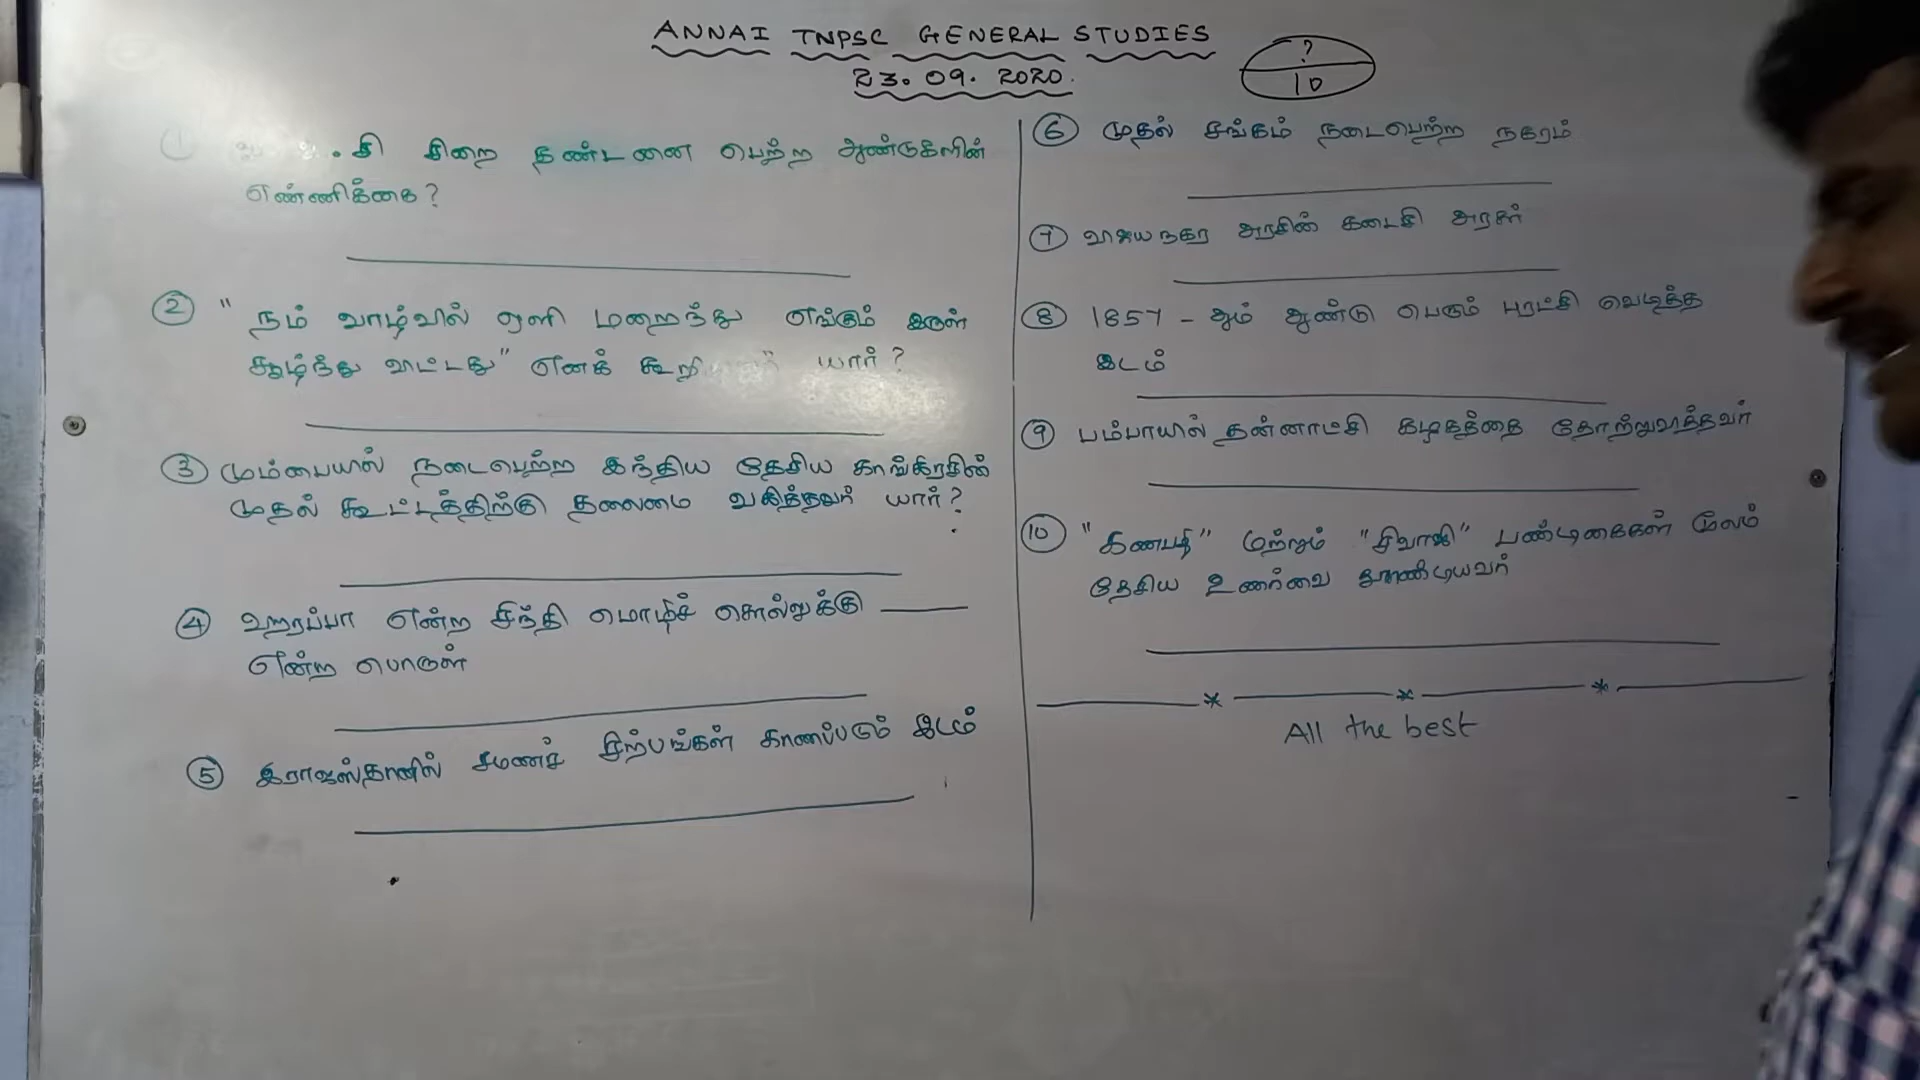 ANNAI TNPSC GENERAL STUDIES
23.09.2020.
?
10
① சி சிறை தண்டனை பெற்ற ஆண்டுகளின்
எண்ணிக்கை?
② " நம் வாழ்வில் ஒளி மறைந்து எங்கும் இருள்
சூழ்ந்து விட்டது" எனக் யார்?
③ மும்பையில் நடைபெற்ற இந்திய தேசிய காங்கிரசின்
முதல் கூட்டத்திற்கு தலைமை வகித்தவர் யார்?
④ ஹரப்பா என்ற சிந்தி மொழிச் சொல்லுக்கு ———
என்ற பொருள்
⑤ இராஜஸ்தானில் சமணச் சிற்பங்கள் காணப்படும் இடம்
⑥ முதல் சங்கம் நடைபெற்ற நகரம்
⑦ விஜய நகர அரசின் கடைசி அரசர்
⑧ 1857 - ஆம் ஆண்டு பெரும் புரட்சி வெடித்த
இடம்
⑨ பம்பாயில் தன்னாட்சி கழகத்தை தோற்றுவித்தவர்
⑩ "கணபதி" மற்றும் "சிவாஜி" பண்டிகைகள் மூலம்
தேசிய உணர்வை தூண்டியவர்
All the best